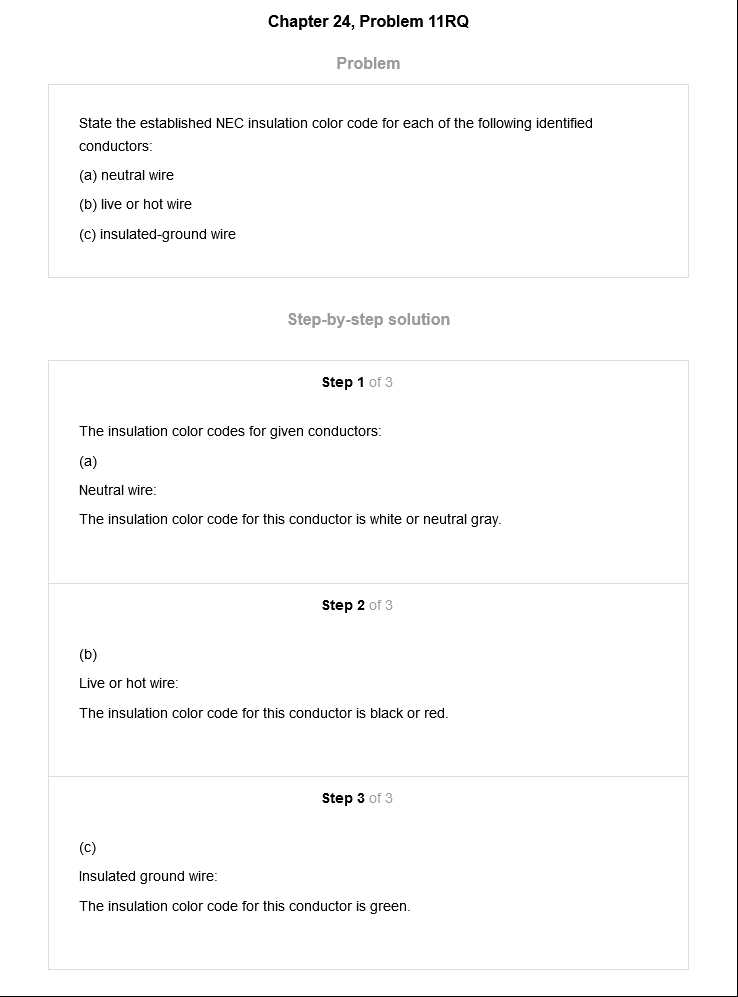 Chapter 24, Problem 11RQ
Problem
State the established NEC insulation color code for each of the following identified
conductors:
(a) neutral wire
(b) live or hot wire
(c) insulated-ground wire
Step-by-step solution
Step 1 of 3
The insulation color codes for given conductors:
(a)
Neutral wire:
The insulation color code for this conductor is white or neutral gray.
Step 2 of 3
(b)
Live or hot wire:
The insulation color code for this conductor is black or red.
Step 3 of 3
(c)
Insulated ground wire:
The insulation color code for this conductor is green.